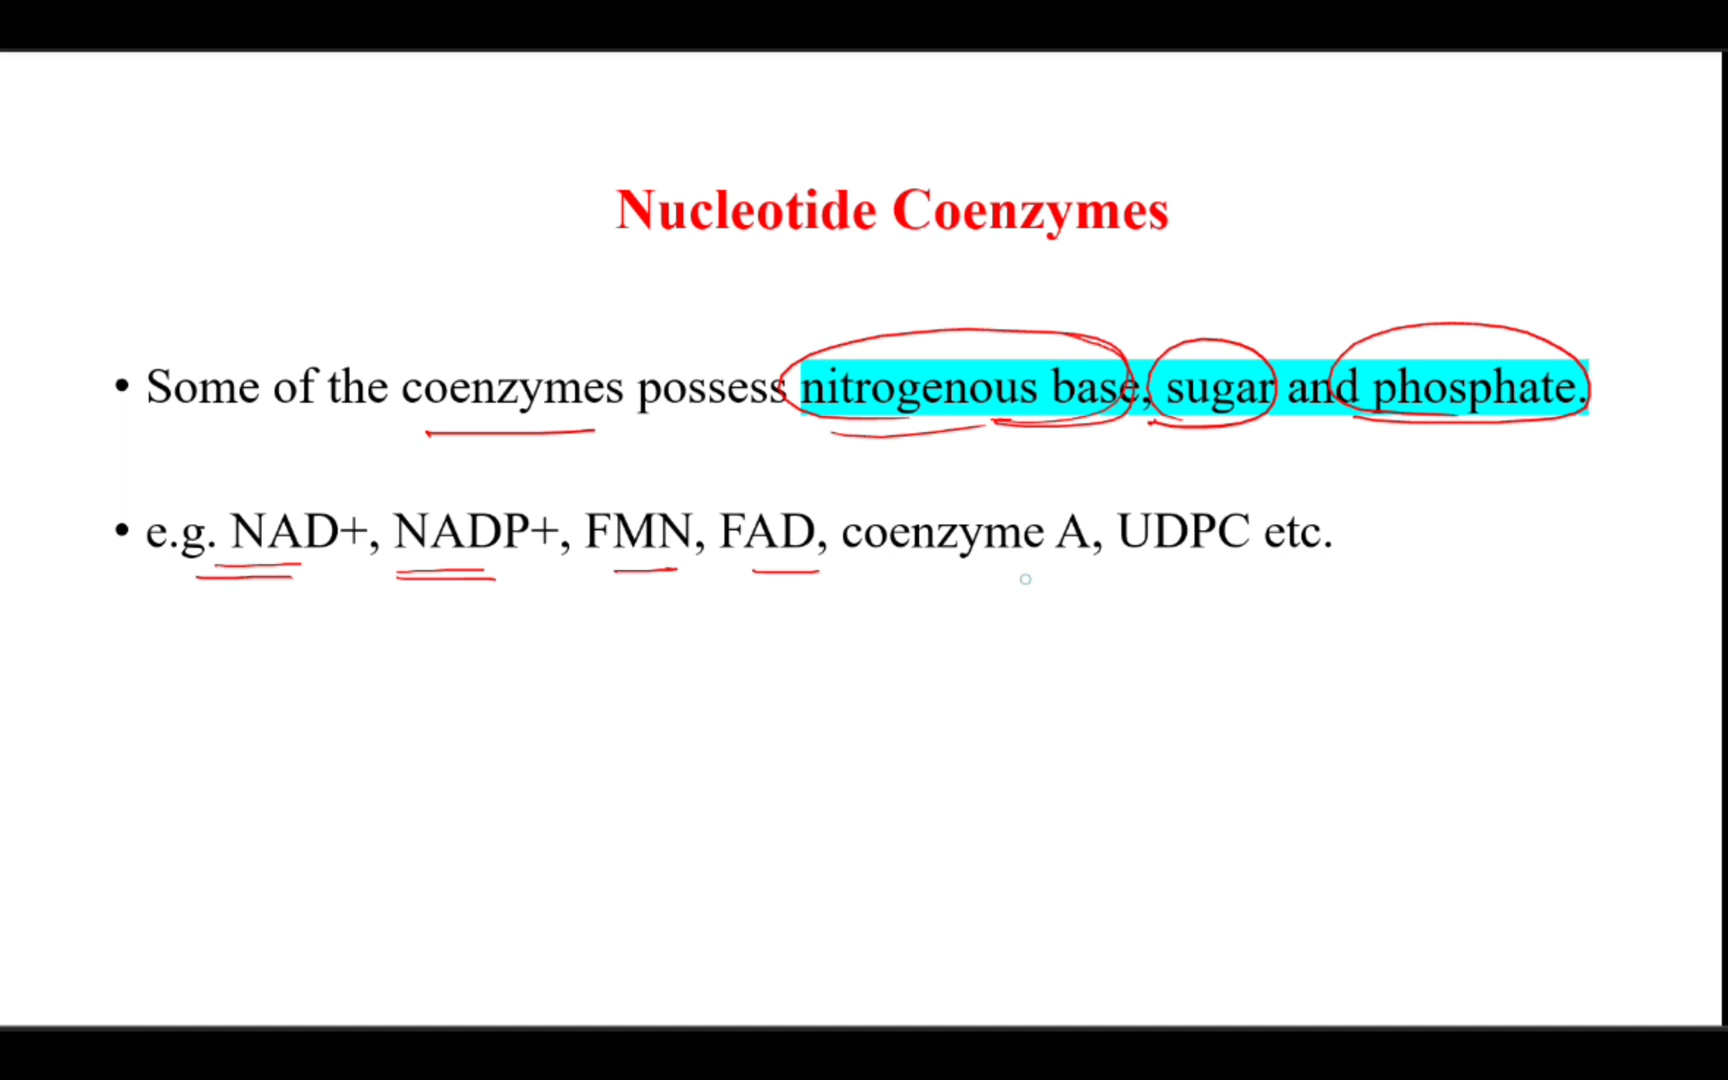 Nucleotide Coenzymes
• Some of the coenzymes possess nitrogenous base, sugar and phosphate.
• e.g. NAD+, NADP+, FMN, FAD, coenzyme A, UDPC etc.